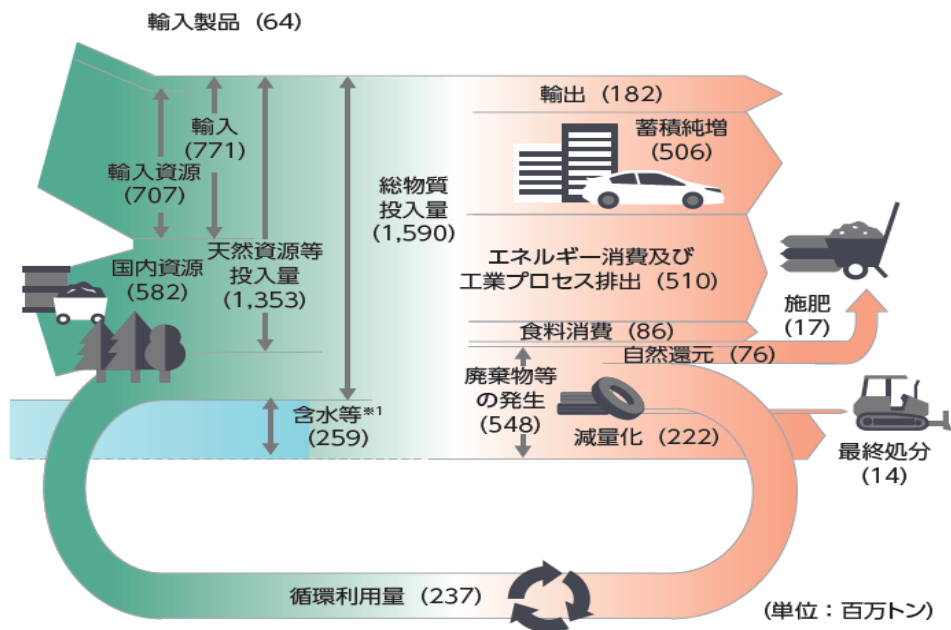 輸入製品 (64)
輸出 (182)
蓄積純増
(506)
輸入
(771)
輸入資源
(707)
総物質
投入量
(1,590)
国内資源
(582)
天然資源等
投入量
(1,353)
エネルギー消費及び
工業プロセス排出 (510)
施肥
(17)
食料消費 (86)
自然還元 (76)
廃棄物等
の発生
(548)
含水等※1
(259)
減量化 (222)
最終処分
(14)
循環利用量 (237)
(単位:百万トン)